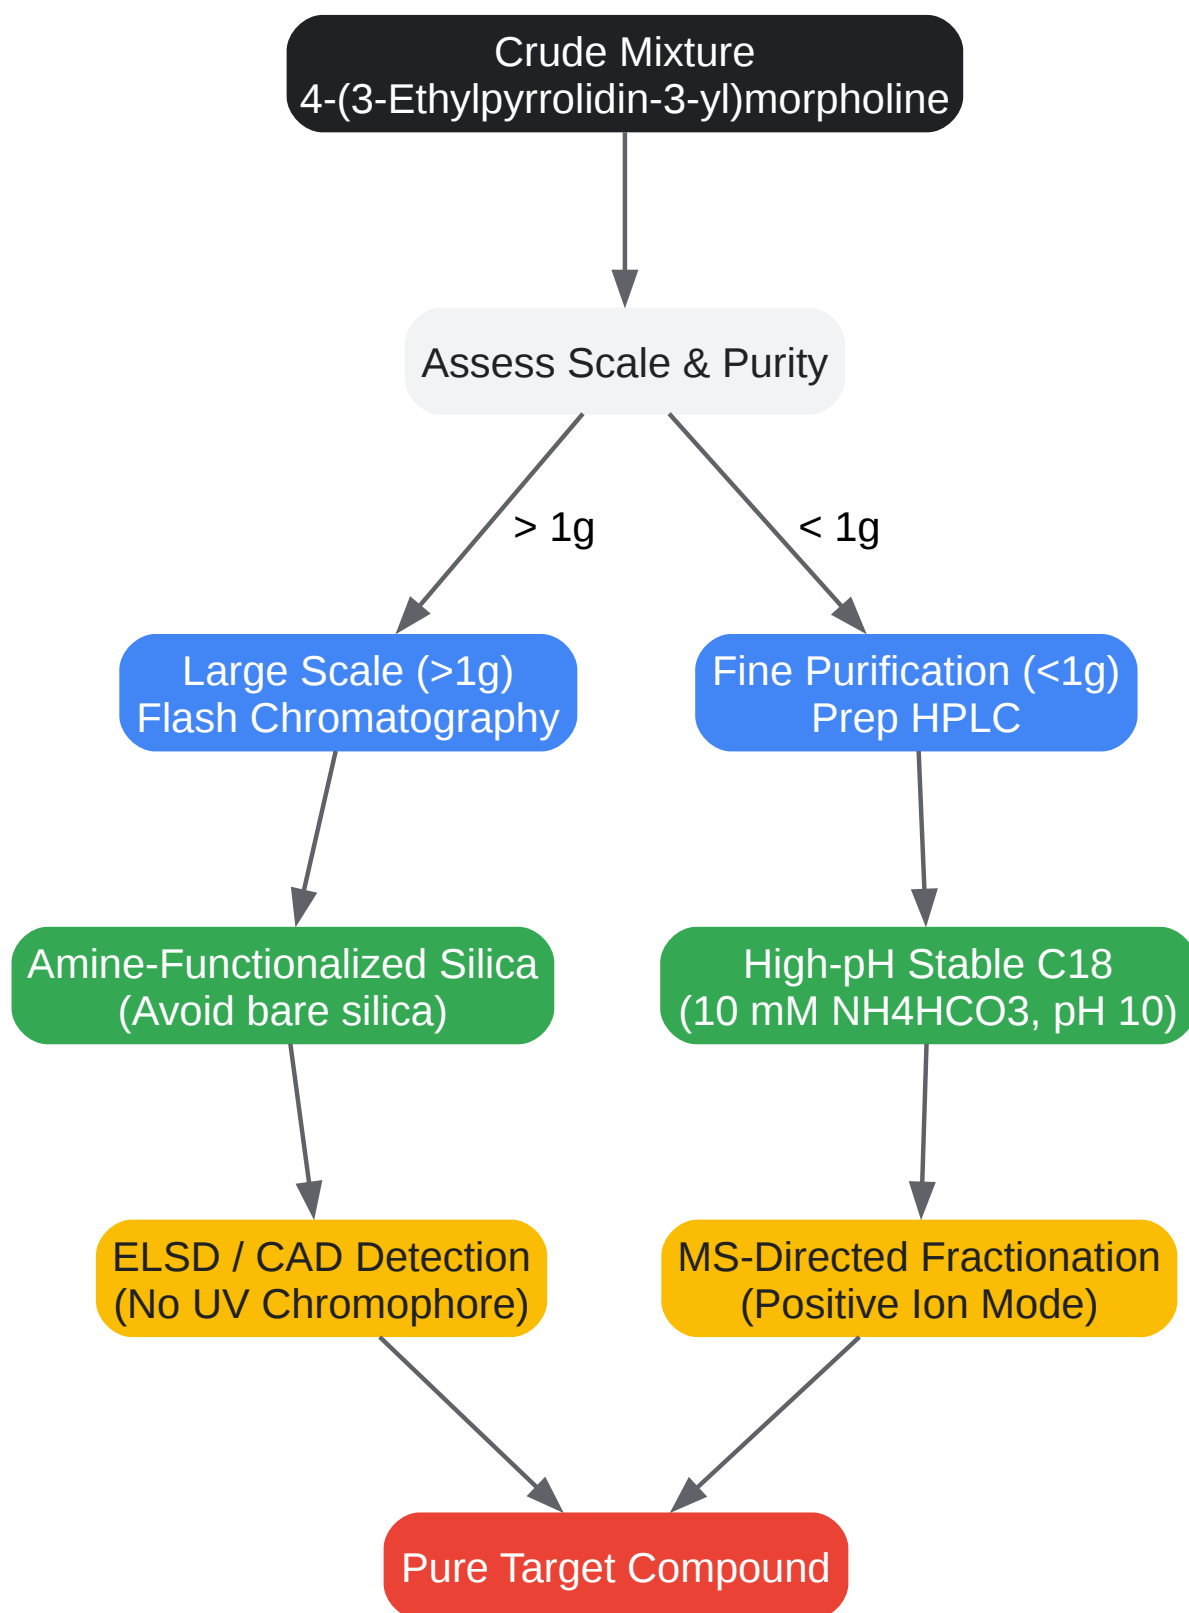 Crude Mixture
4-(3-Ethylpyrrolidin-3-yl)morpholine
Assess Scale & Purity
> 1g
< 1g
Large Scale (>1g)
Flash Chromatography
Fine Purification (<1g)
Prep HPLC
Amine-Functionalized Silica
(Avoid bare silica)
High-pH Stable C18
(10 mM NH4HCO3, pH 10)
ELSD / CAD Detection
(No UV Chromophore)
MS-Directed Fractionation
(Positive Ion Mode)
Pure Target Compound